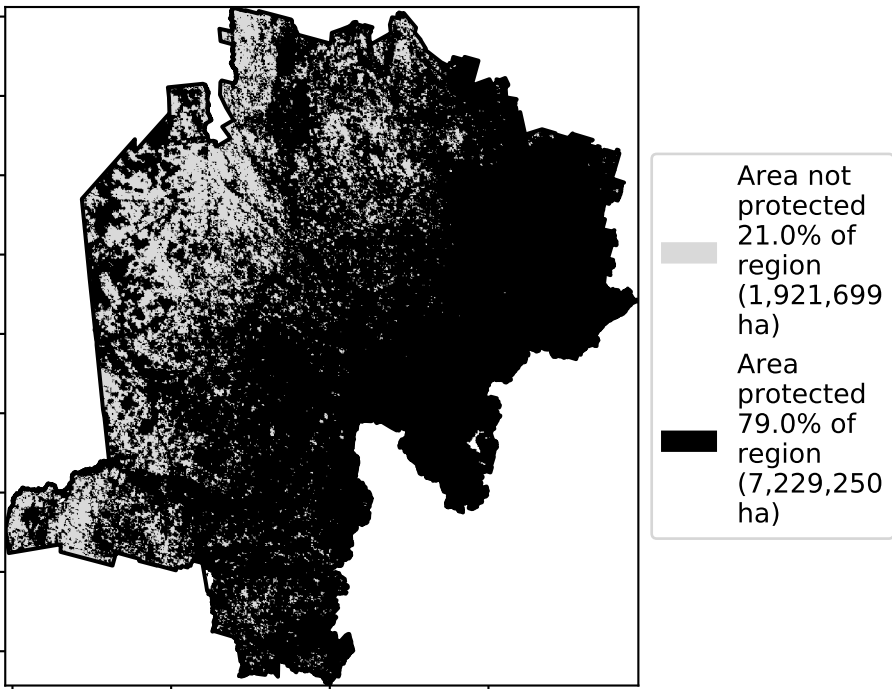 Area not
protected
21.0% of
region
(1,921,699
ha)
Area
protected
79.0% of
region
(7,229,250
ha)